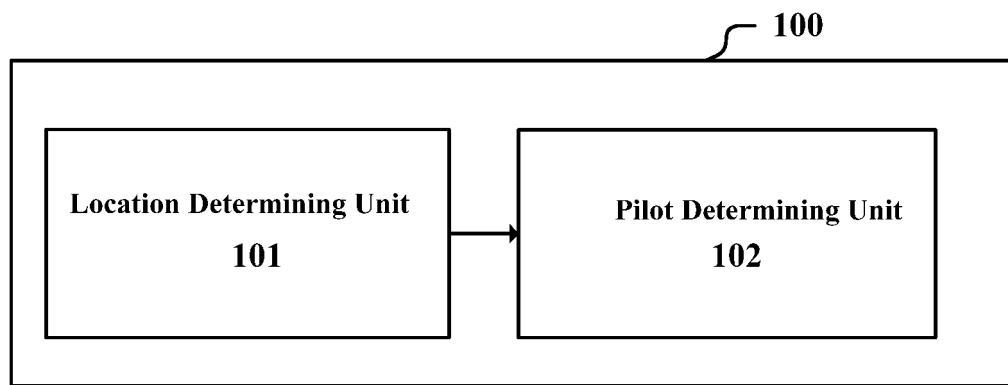 100
Location Determining Unit
101
Pilot Determining Unit
102